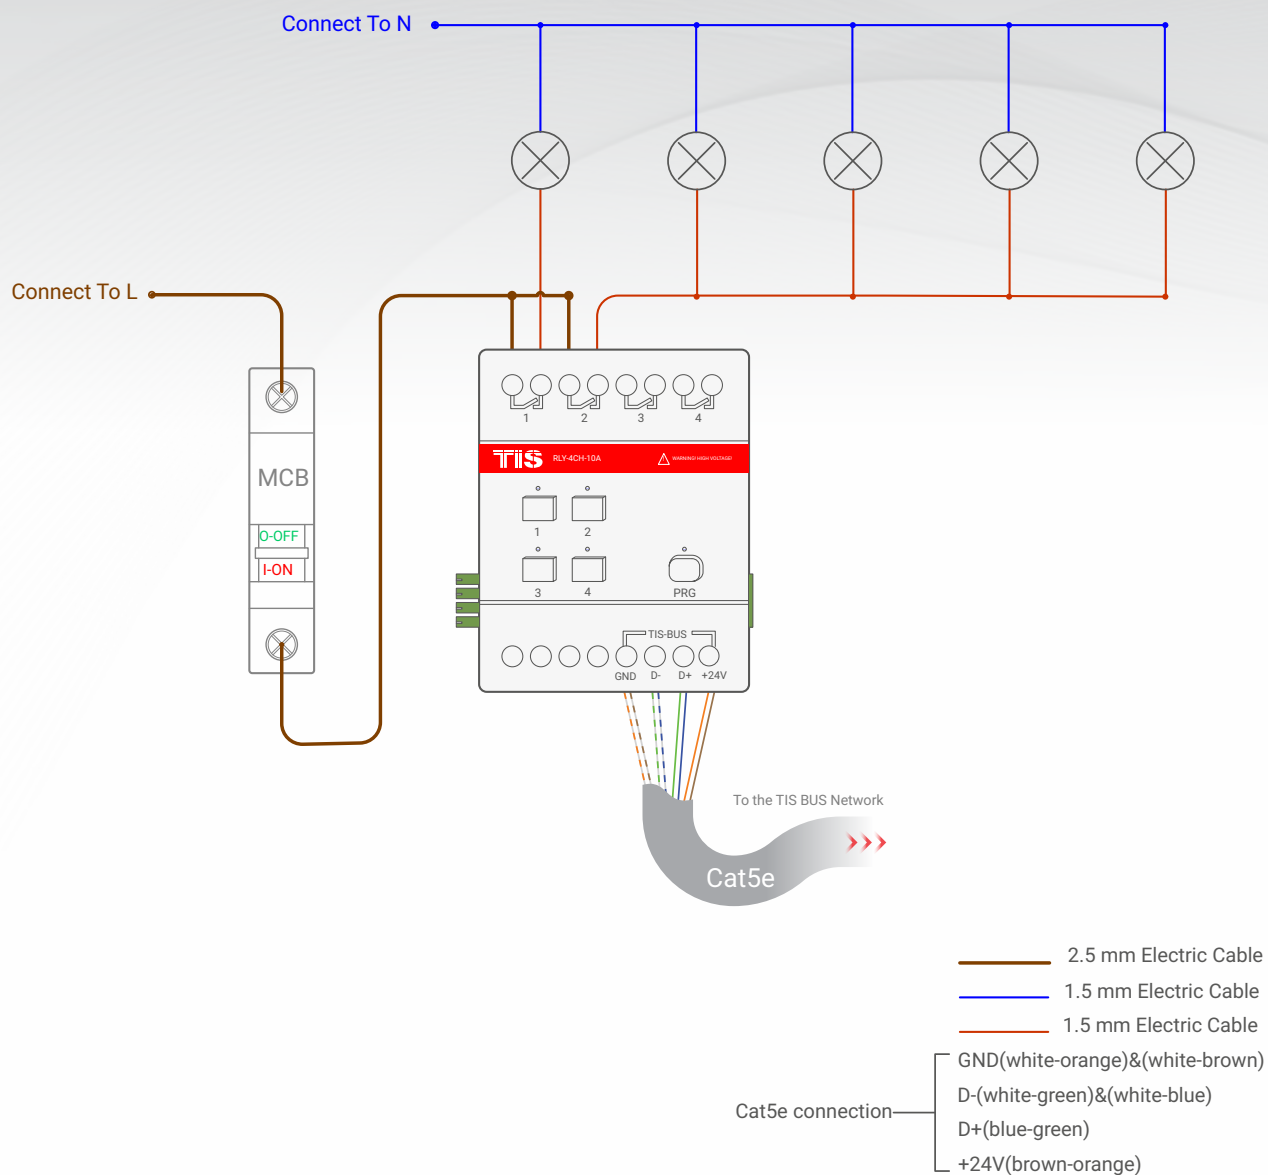 Connect To N
Connect To L
1 2 3 4
TiS RLY-4CH-10A WARNING! HIGH VOLTAGE!
MCB
O-OFF
I-ON
1 2
3 4 PRG
TIS-BUS
GND D- D+ +24V
To the TIS BUS Network
Cat5e
2.5 mm Electric Cable
1.5 mm Electric Cable
1.5 mm Electric Cable
GND(white-orange)&(white-brown)
D-(white-green)&(white-blue)
Cat5e connection
D+(blue-green)
+24V(brown-orange)